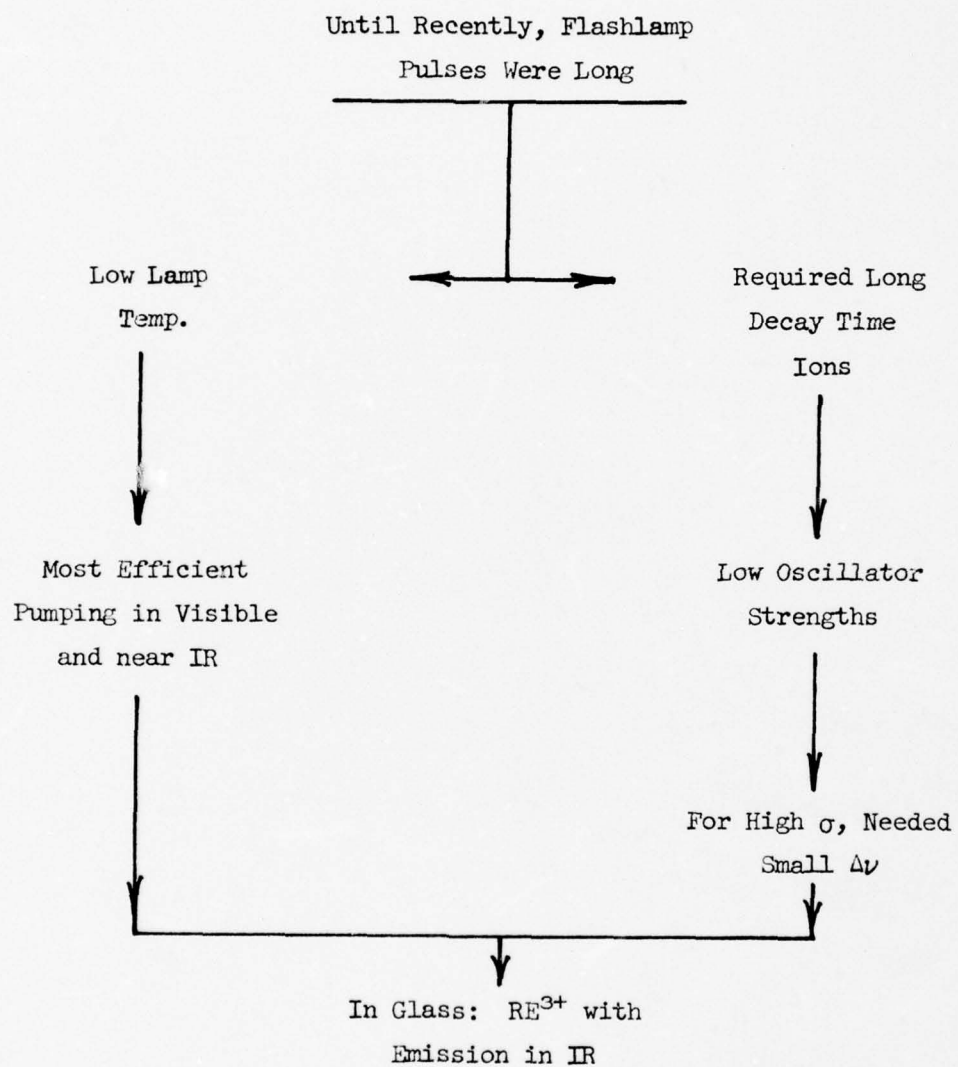 Until Recently, Flashlamp
Pulses Were Long
Low Lamp
Temp.
Required Long
Decay Time
Ions
Most Efficient
Pumping in Visible
and near IR
Low Oscillator
Strengths
For High σ, Needed
Small Δν
In Glass: RE³⁺ with
Emission in IR